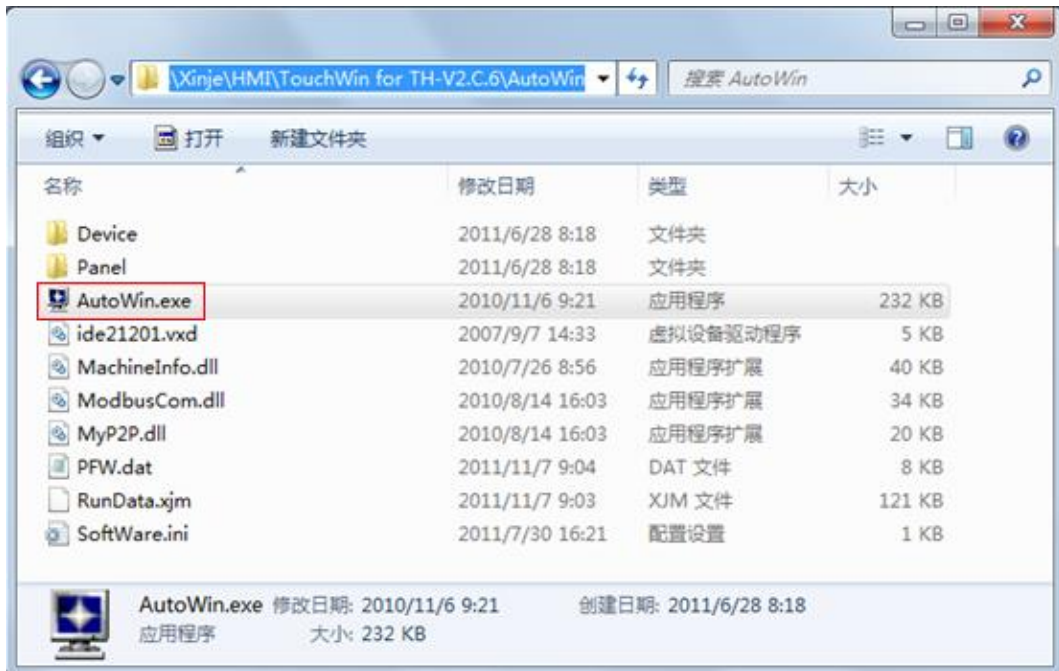 \Xinje\HMI\TouchWin for TH-V2.C.6\AutoWin 搜索 AutoWin
组织 打开 新建文件夹
名称 修改日期 类型 大小
Device 2011/6/28 8:18 文件夹
Panel 2011/6/28 8:18 文件夹
AutoWin.exe 2010/11/6 9:21 应用程序 232 KB
ide21201.vxd 2007/9/7 14:33 虚拟设备驱动程序 5 KB
MachineInfo.dll 2010/7/26 8:56 应用程序扩展 40 KB
ModbusCom.dll 2010/8/14 16:03 应用程序扩展 34 KB
MyP2P.dll 2010/8/14 16:03 应用程序扩展 20 KB
PFW.dat 2011/11/7 9:04 DAT 文件 8 KB
RunData.xjm 2011/11/7 9:03 XJM 文件 121 KB
SoftWare.ini 2011/7/30 16:21 配置设置 1 KB
AutoWin.exe 修改日期: 2010/11/6 9:21 创建日期: 2011/6/28 8:18
应用程序 大小: 232 KB